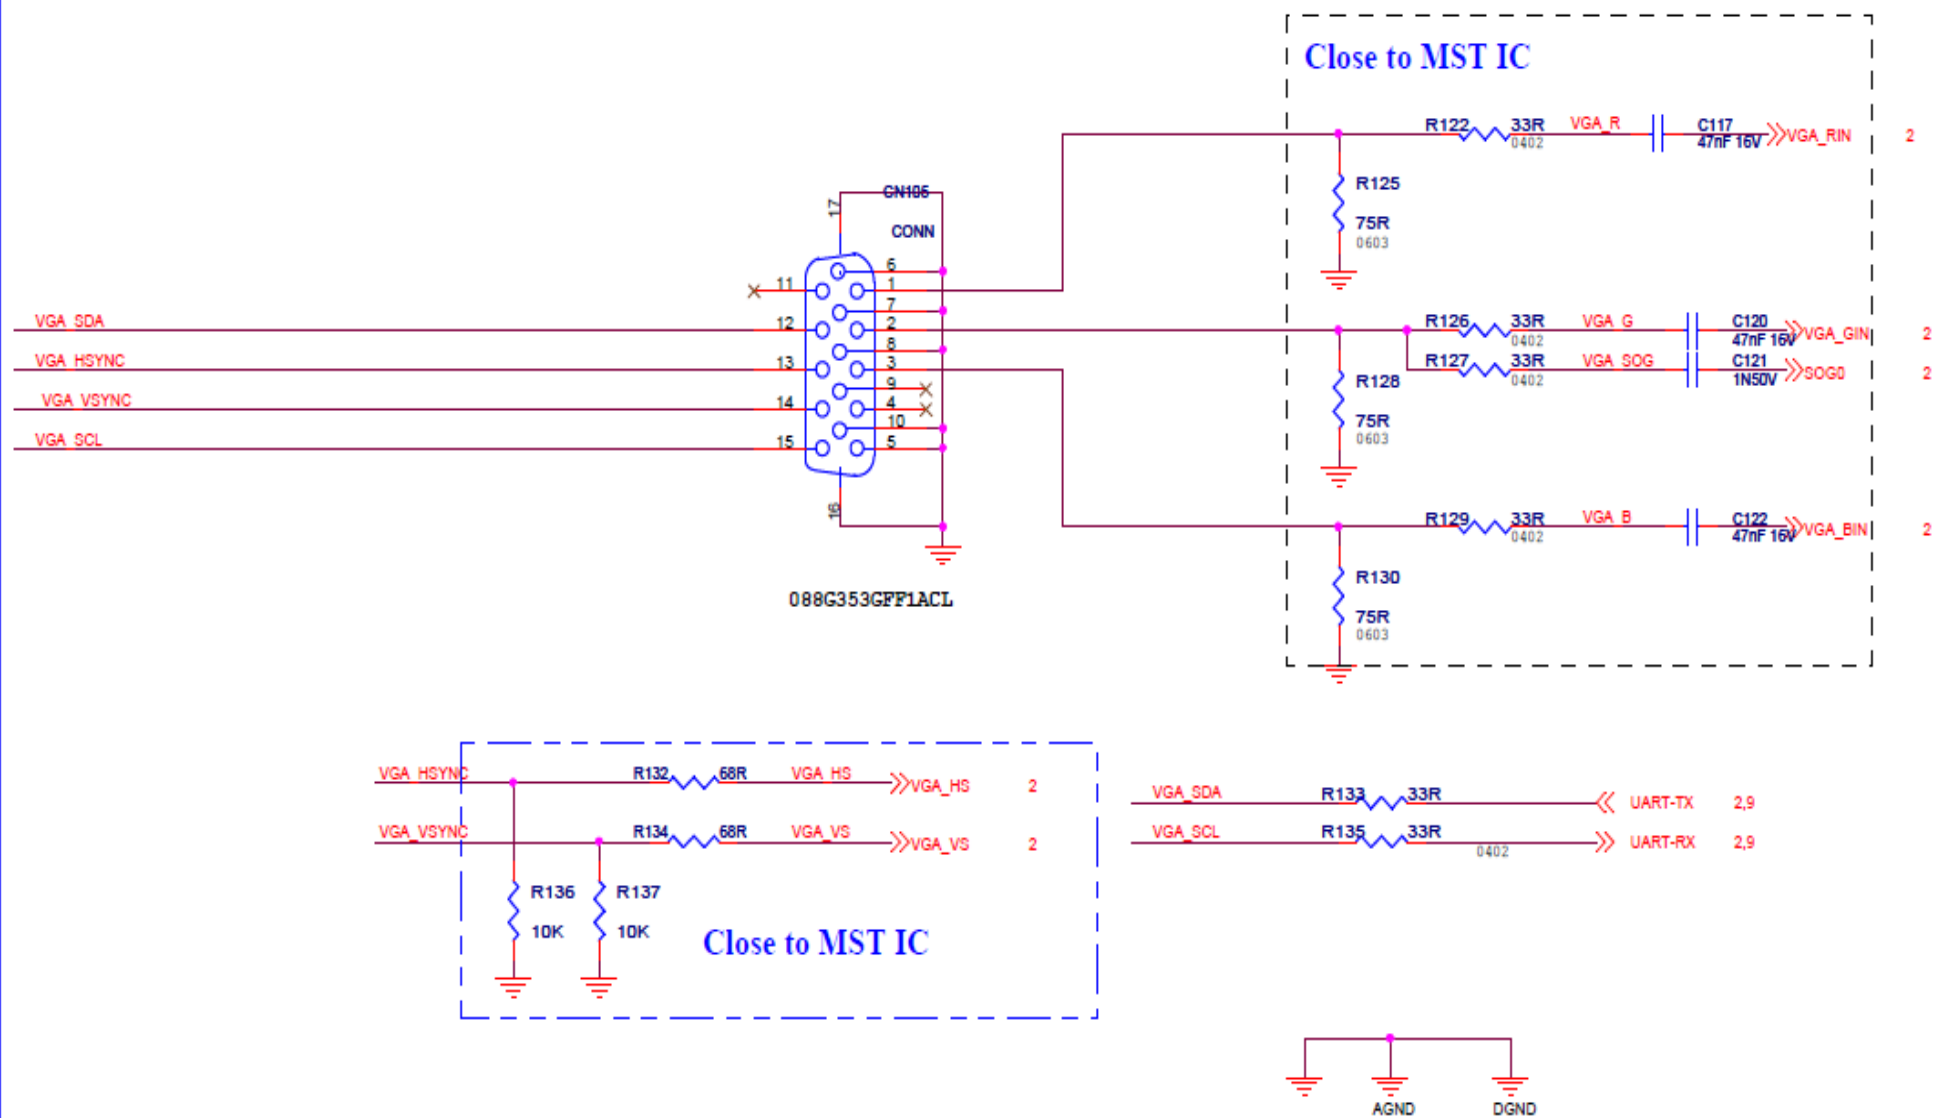 Close to MST IC
R122 33R VGA_R C117
0402 47nF 16V VGA_RIN 2
R125
75R
0603
CN105
17
CONN
6
11 1
7
VGA_SDA 12 2 R126 33R VGA_G C120
0402 47nF 16V VGA_GIN 2
8
VGA_HSYNC 13 3 R127 33R VGA_SOG C121
0402 1N50V SOG0 2
9
R128
VGA_VSYNC 14 4
10
75R
0603
VGA_SCL 15 5
16
R129 33R VGA_B C122
0402 47nF 16V VGA_BIN 2
R130
75R
0603
088G353GFF1ACL
VGA_HSYNC R132 68R VGA_HS VGA_HS 2
VGA_VSYNC R134 68R VGA_VS VGA_VS 2
R136 R137
10K 10K
Close to MST IC
VGA_SDA R133 33R UART-TX 2,9
VGA_SCL R135 33R UART-RX 2,9
0402
AGND DGND